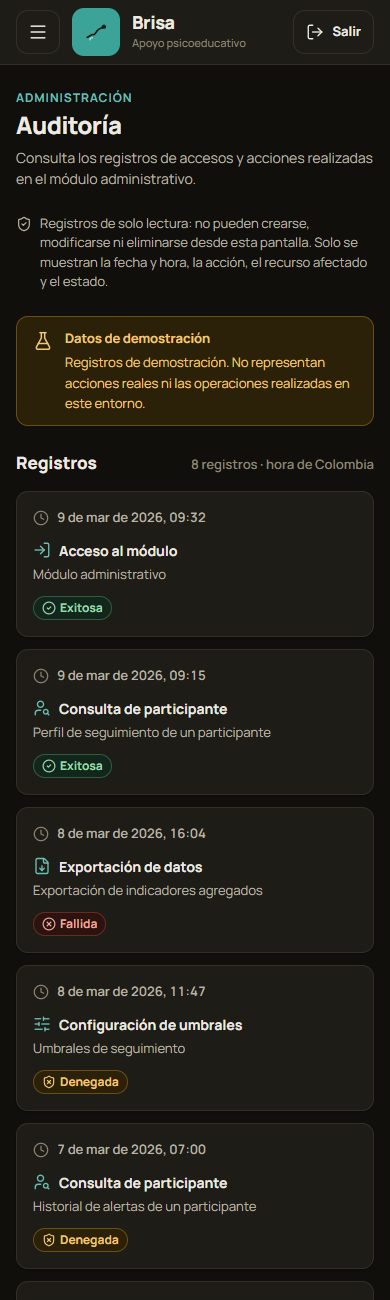 Brisa
Apoyo psicoeducativo
Salir
ADMINISTRACIÓN
Auditoría
Consulta los registros de accesos y acciones realizadas
en el módulo administrativo.
Registros de solo lectura: no pueden crearse,
modificarse ni eliminarse desde esta pantalla. Solo se
muestran la fecha y hora, la acción, el recurso afectado
y el estado.
Datos de demostración
Registros de demostración. No representan
acciones reales ni las operaciones realizadas en
este entorno.
Registros
8 registros · hora de Colombia
9 de mar de 2026, 09:32
Acceso al módulo
Módulo administrativo
Exitosa
9 de mar de 2026, 09:15
Consulta de participante
Perfil de seguimiento de un participante
Exitosa
8 de mar de 2026, 16:04
Exportación de datos
Exportación de indicadores agregados
Fallida
8 de mar de 2026, 11:47
Configuración de umbrales
Umbrales de seguimiento
Denegada
7 de mar de 2026, 07:00
Consulta de participante
Historial de alertas de un participante
Denegada